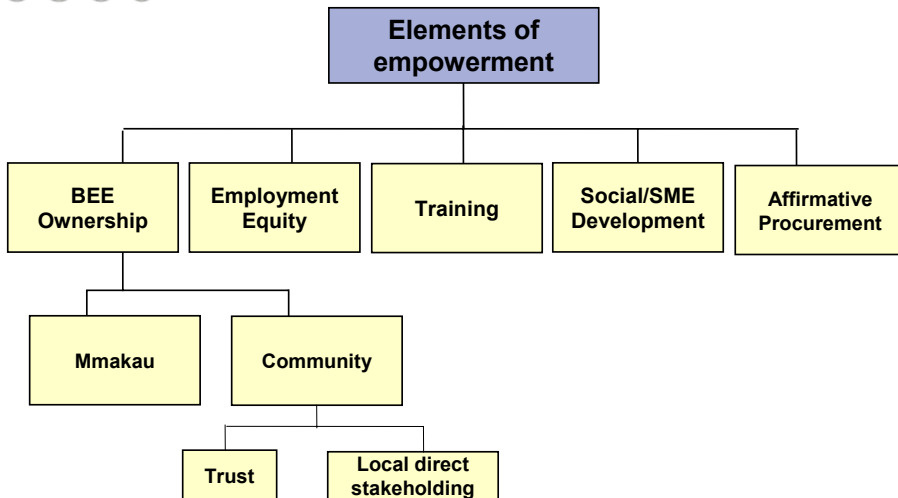 Elements of
empowerment
BEE
Ownership
Employment
Equity
Training
Social/SME
Development
Affirmative
Procurement
Mmakau
Community
Trust
Local direct
stakeholding